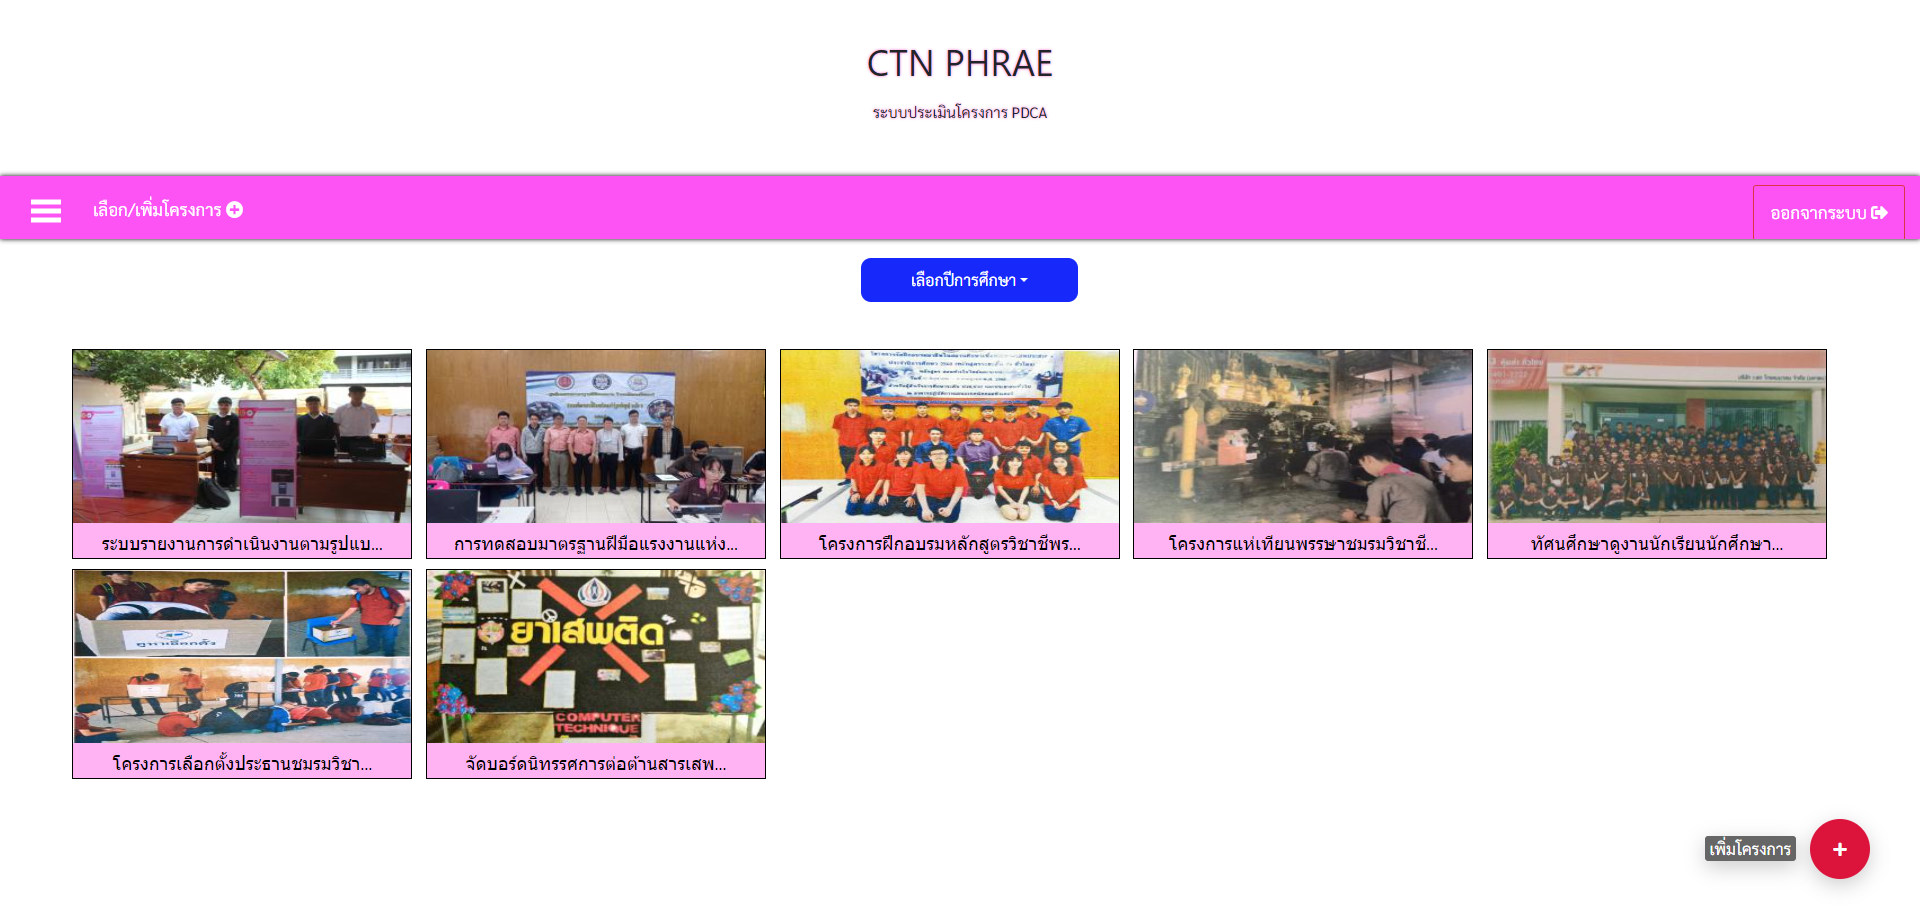 CTN PHRAE
ระบบประเมินโครงการ PDCA
เลือก/เพิ่มโครงการ
ออกจากระบบ
เลือกปีการศึกษา
ระบบรายงานการดำเนินงานตามรูปแบ...
การทดสอบมาตรฐานฝีมือแรงงานแห่ง...
โครงการฝึกอบรมหลักสูตรวิชาชีพร...
โครงการแห่เทียนพรรษาชมรมวิชาชี...
ทัศนศึกษาดูงานนักเรียนนักศึกษา...
CAT
คูหาเลือกตั้ง
ยาเสพติด
COMPUTER
TECHNIQUE
โครงการเลือกตั้งประธานชมรมวิชา...
จัดบอร์ดนิทรรศการต่อต้านสารเสพ...
เพิ่มโครงการ